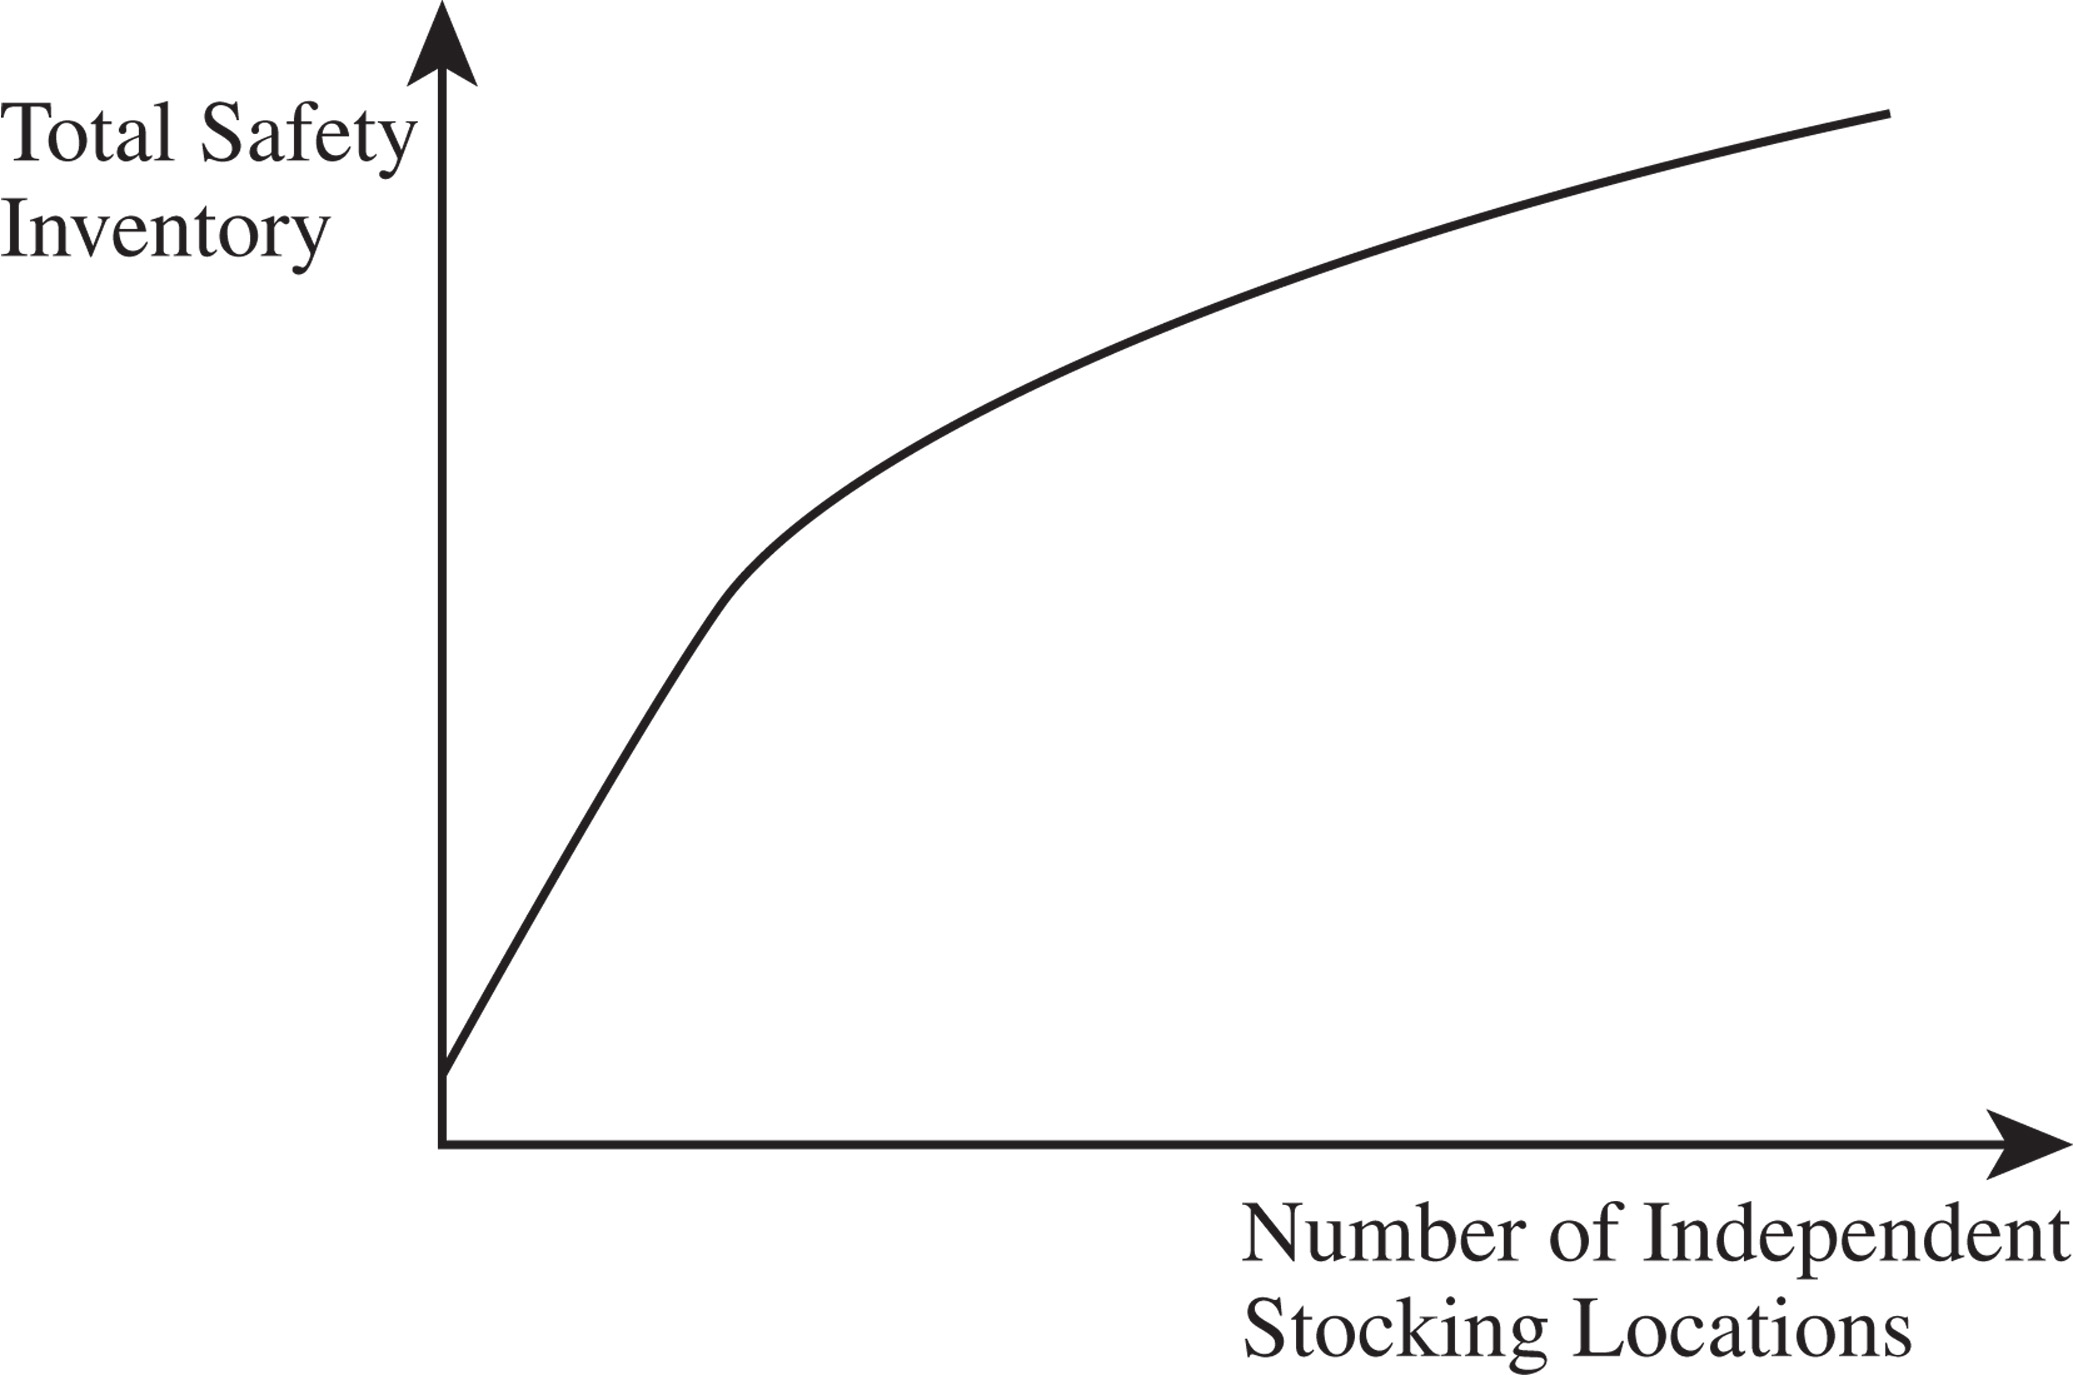 Total Safety
Inventory
Number of Independent
Stocking Locations